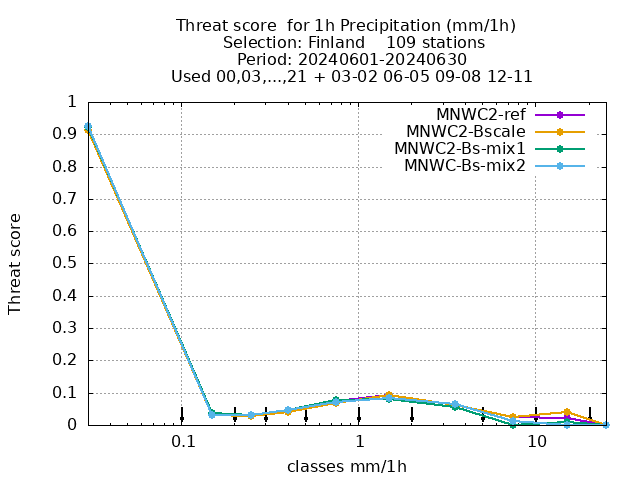 Threat score  for 1h Precipitation (mm/1h)
Selection: Finland    109 stations
Period: 20240601-20240630
Used 00,03,...,21 + 03-02 06-05 09-08 12-11
MNWC2-ref
MNWC2-Bscale
MNWC2-Bs-mix1
MNWC-Bs-mix2
Threat score
1
0.9
0.8
0.7
0.6
0.5
0.4
0.3
0.2
0.1
0
0.1 1 10
classes mm/1h